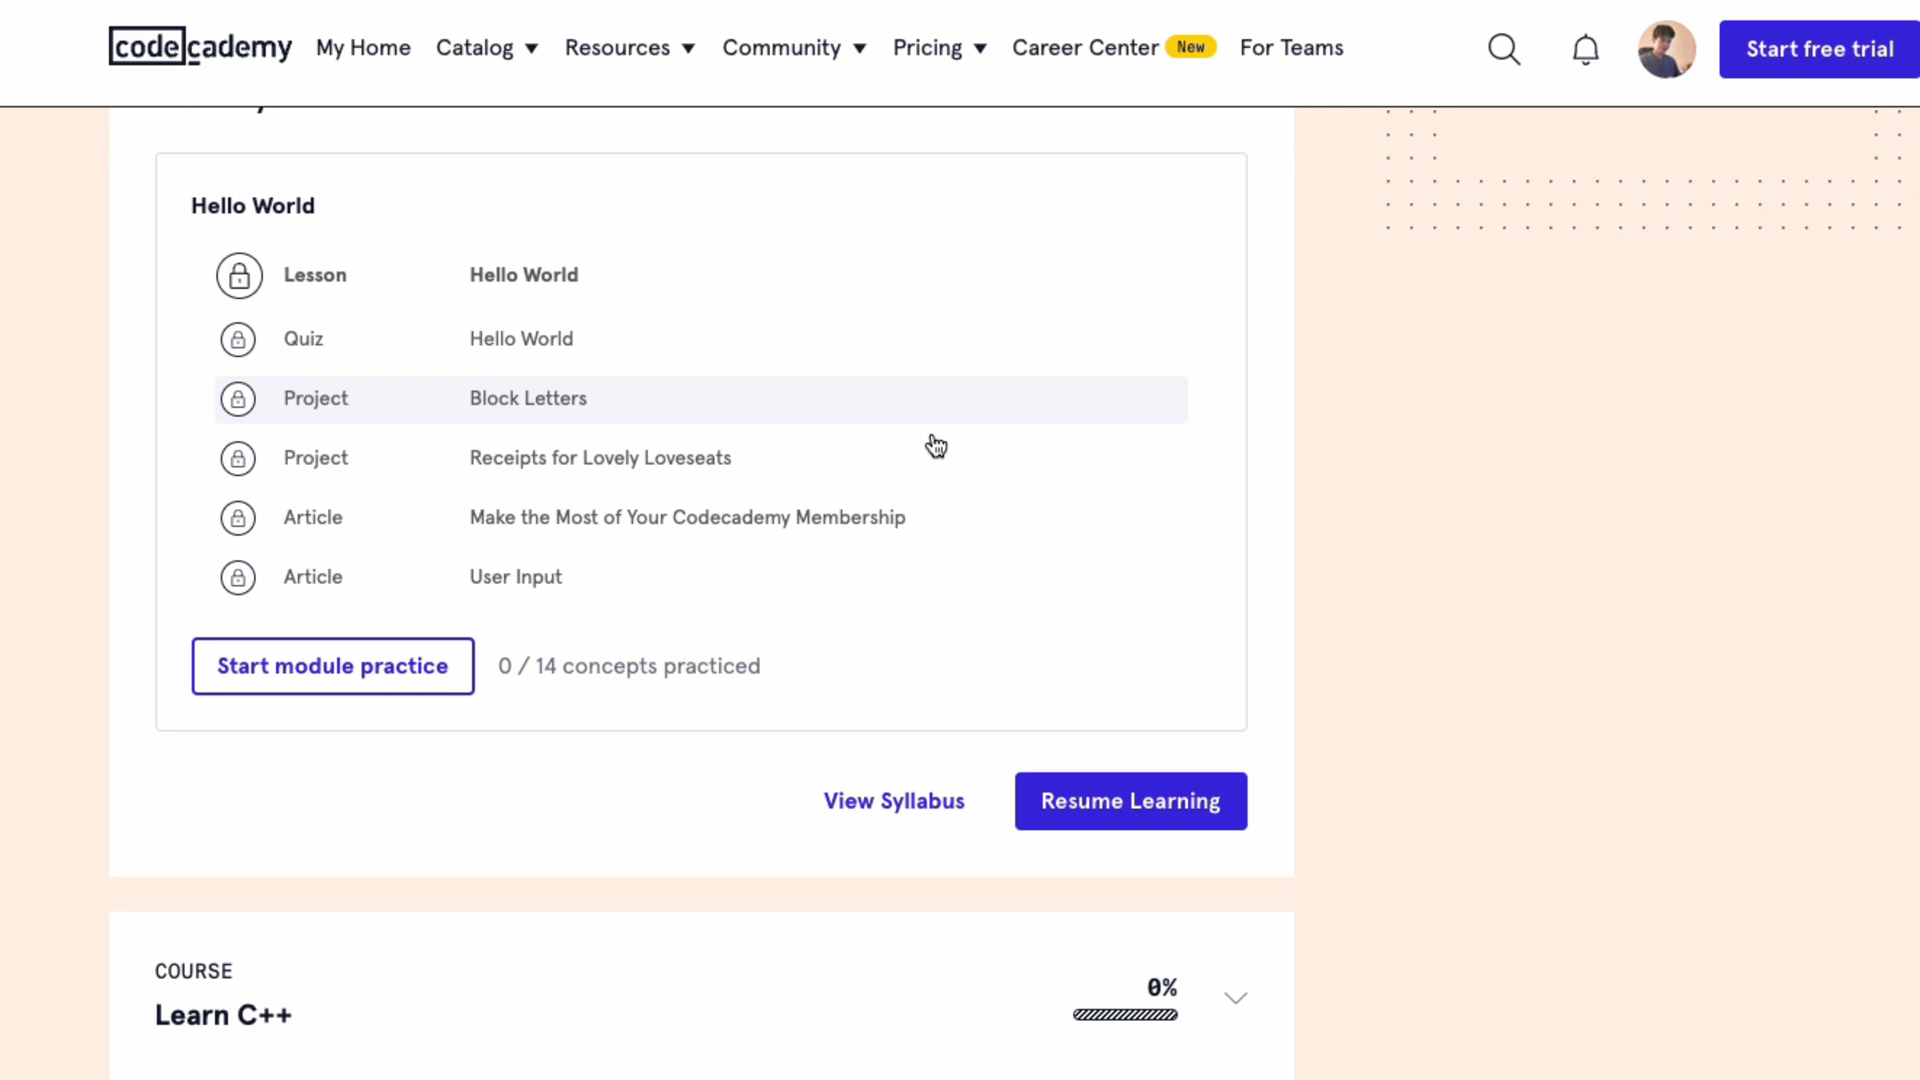 codecademy My Home Catalog Resources Community Pricing Career Center New For Teams Start free trial
Hello World
Lesson Hello World
Quiz Hello World
Project Block Letters
Project Receipts for Lovely Loveseats
Article Make the Most of Your Codecademy Membership
Article User Input
Start module practice 0 / 14 concepts practiced
View Syllabus Resume Learning
COURSE
0%
Learn C++